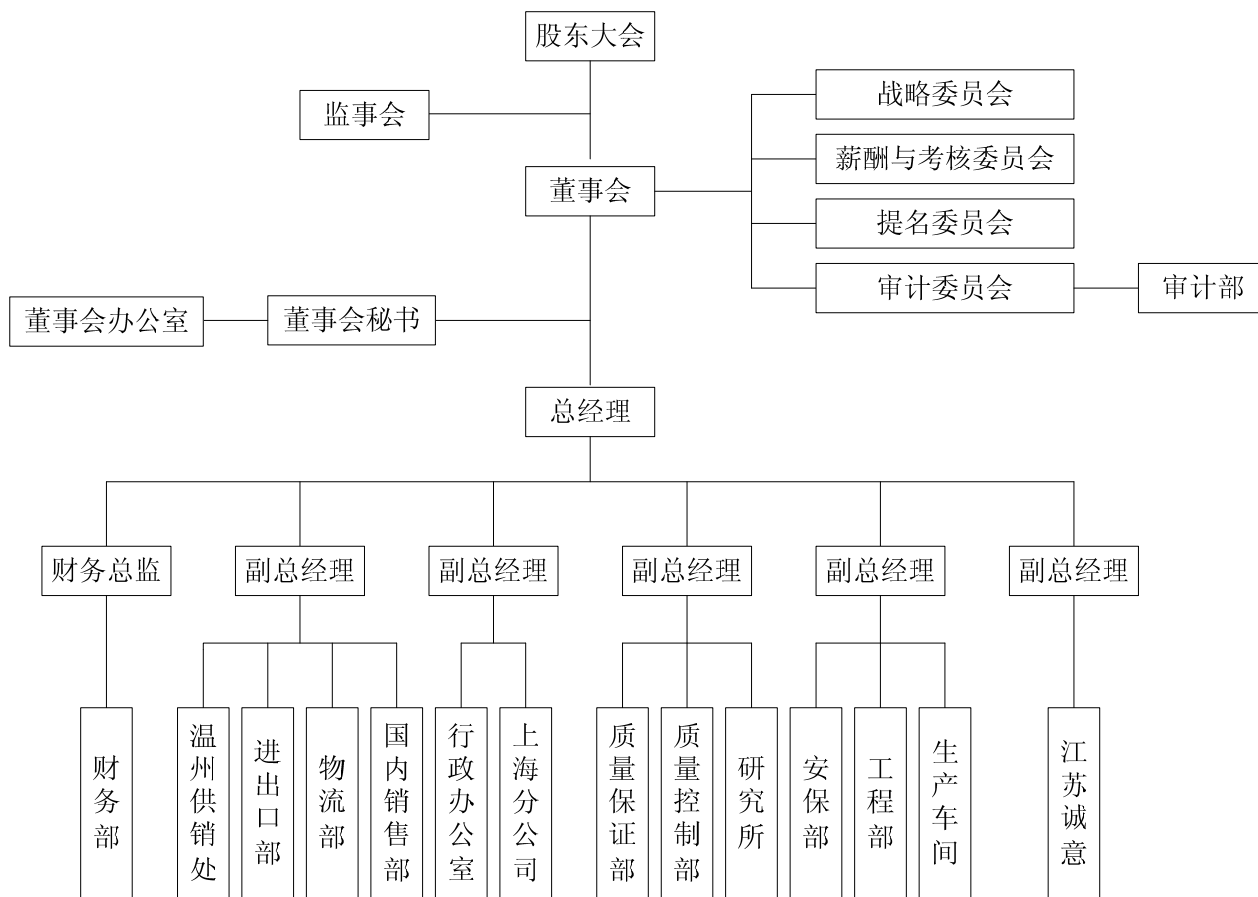 股东大会
监事会
战略委员会
薪酬与考核委员会
董事会
提名委员会
审计委员会
审计部
董事会办公室
董事会秘书
总经理
财务总监
副总经理
副总经理
副总经理
副总经理
副总经理
财务部
温州供销处
进出口部
物流部
国内销售部
行政办公室
上海分公司
质量保证部
质量控制部
研究所
安保部
工程部
生产车间
江苏诚意